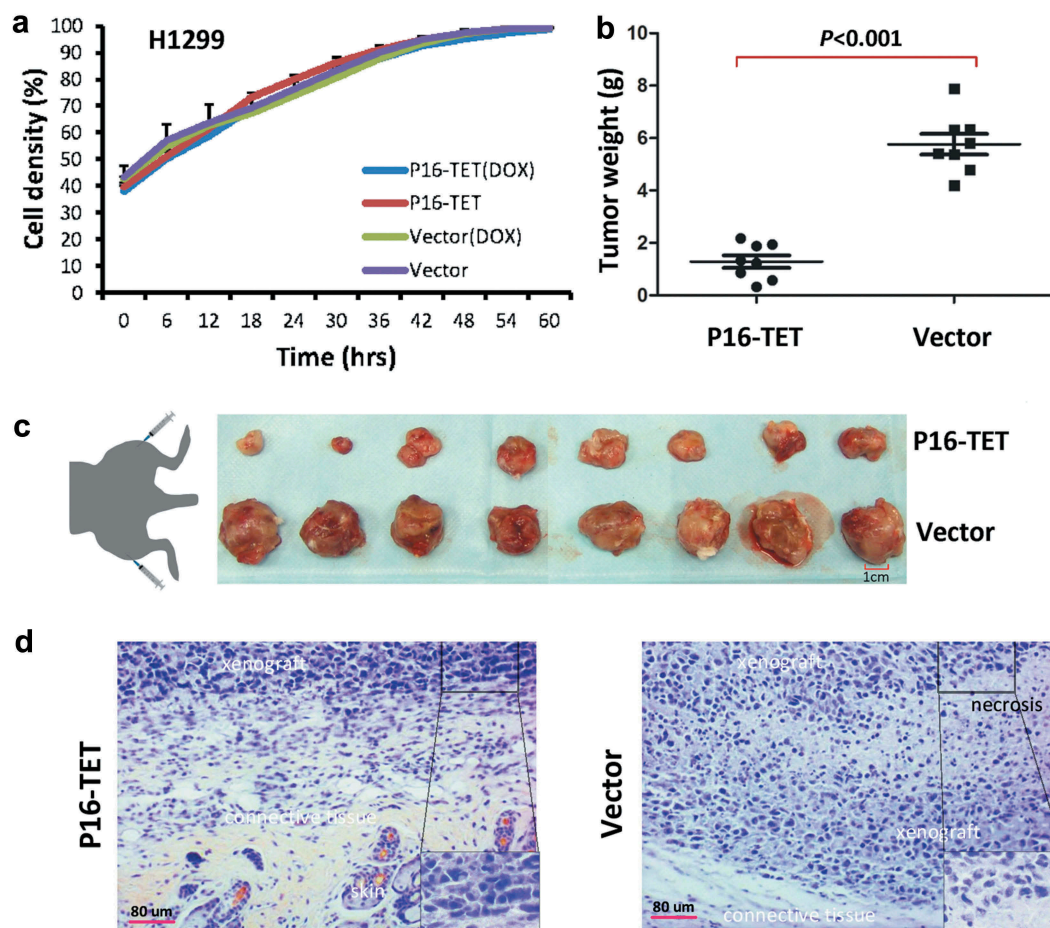 a
H1299
Cell density (%)
100
90
80
70
60
50
40
30
20
10
0
P16-TET(DOX)
P16-TET
Vector(DOX)
Vector
0 6 12 18 24 30 36 42 48 54 60
Time (hrs)
b
P<0.001
Tumor weight (g)
10
8
6
4
2
0
P16-TET Vector
c
P16-TET
Vector
1cm
d
P16-TET
xenograft
connective tissue
skin
80 um
Vector
xenograft
necrosis
xenograft
connective tissue
80 um